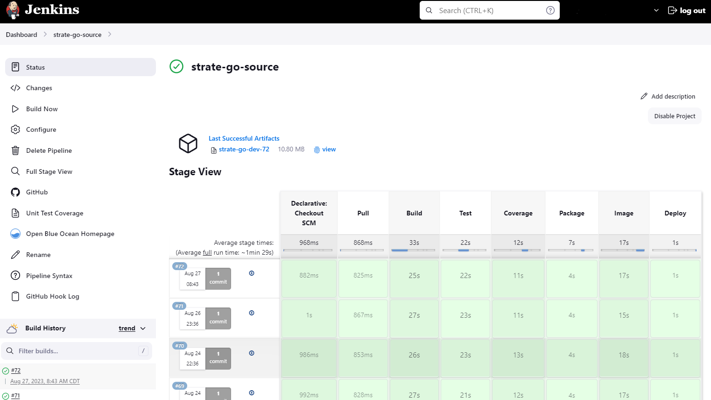 Jenkins
Search (CTRL+K)
log out
Dashboard
strate-go-source
Status
Changes
Build Now
Configure
Delete Pipeline
Full Stage View
GitHub
Unit Test Coverage
Open Blue Ocean Homepage
Rename
Pipeline Syntax
GitHub Hook Log
Build History
trend
Filter builds...
/
#72
Aug 27, 2023, 8:43 AM CDT
#71
strate-go-source
Add description
Disable Project
Last Successful Artifacts
strate-go-dev-72 10.80 MB view
Stage View
Declarative: Checkout SCM Pull Build Test Coverage Package Image Deploy
Average stage times: 968ms 868ms 33s 22s 12s 7s 17s 1s
(Average full run time: ~1min 29s)
#72
Aug 27 1
08:43 commit
882ms 825ms 25s 22s 11s 4s 17s 1s
#71
Aug 26 1
23:36 commit
1s 867ms 27s 23s 11s 4s 15s 1s
#70
Aug 24 1
22:36 commit
986ms 853ms 26s 23s 13s 4s 18s 1s
#69
Aug 24 1
commit
992ms 828ms 27s 21s 12s 4s 17s 1s